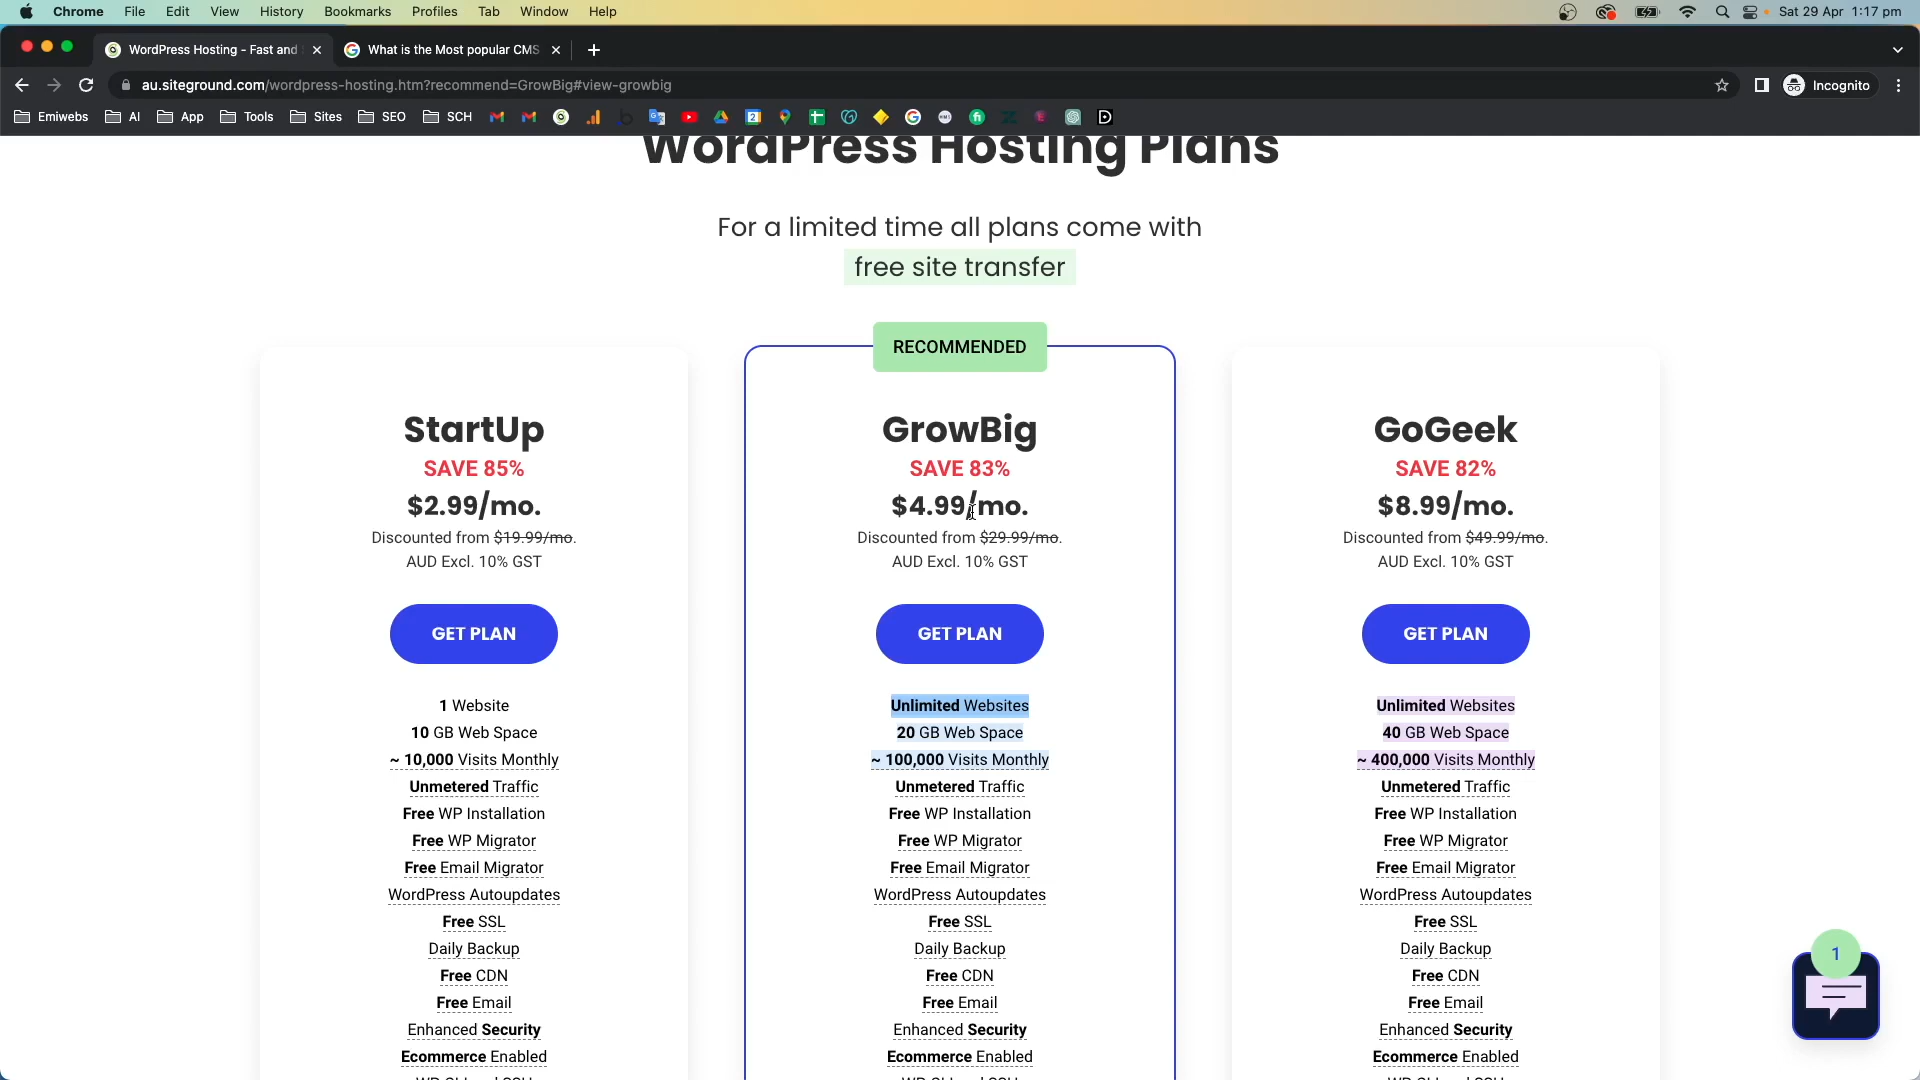 Chrome File Edit View History Bookmarks Profiles Tab Window Help Sat 29 Apr 1:17 pm
WordPress Hosting - Fast and What is the Most popular CMS
au.siteground.com/wordpress-hosting.htm?recommend=GrowBig#view-growbig Incognito
Emiwebs AI App Tools Sites SEO SCH
WordPress Hosting Plans
For a limited time all plans come with
free site transfer
RECOMMENDED
StartUp
SAVE 85%
$2.99/mo.
Discounted from $19.99/mo.
AUD Excl. 10% GST
GET PLAN
1 Website
10 GB Web Space
~ 10,000 Visits Monthly
Unmetered Traffic
Free WP Installation
Free WP Migrator
Free Email Migrator
WordPress Autoupdates
Free SSL
Daily Backup
Free CDN
Free Email
Enhanced Security
Ecommerce Enabled
GrowBig
SAVE 83%
$4.99/mo.
Discounted from $29.99/mo.
AUD Excl. 10% GST
GET PLAN
Unlimited Websites
20 GB Web Space
~ 100,000 Visits Monthly
Unmetered Traffic
Free WP Installation
Free WP Migrator
Free Email Migrator
WordPress Autoupdates
Free SSL
Daily Backup
Free CDN
Free Email
Enhanced Security
Ecommerce Enabled
GoGeek
SAVE 82%
$8.99/mo.
Discounted from $49.99/mo.
AUD Excl. 10% GST
GET PLAN
Unlimited Websites
40 GB Web Space
~ 400,000 Visits Monthly
Unmetered Traffic
Free WP Installation
Free WP Migrator
Free Email Migrator
WordPress Autoupdates
Free SSL
Daily Backup
Free CDN
Free Email
Enhanced Security
Ecommerce Enabled
1